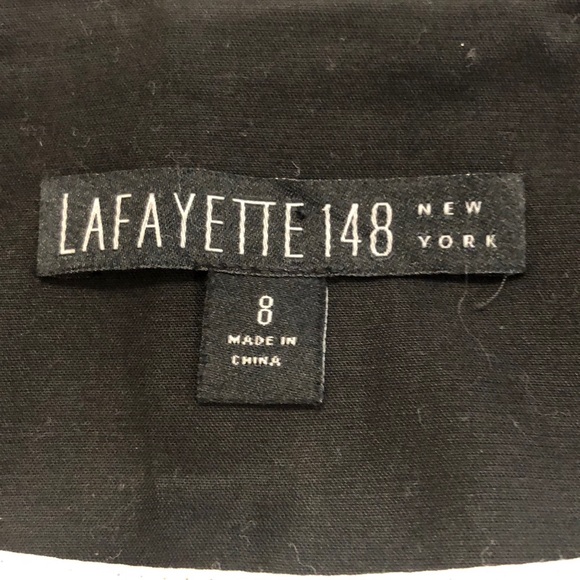 LAFAYETTE 148 NEW YORK
8
MADE IN
CHINA